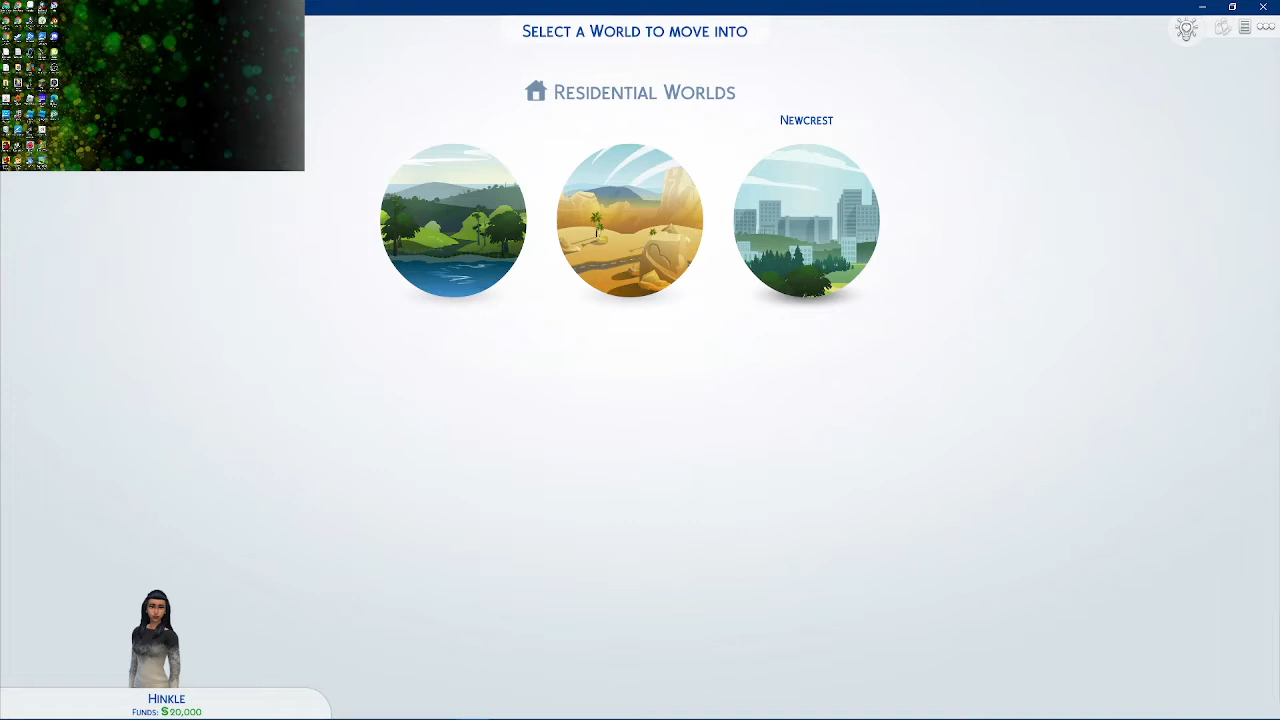 SELECT A WORLD TO MOVE INTO
RESIDENTIAL WORLDS
NEWCREST
HINKLE
FUNDS: §20,000